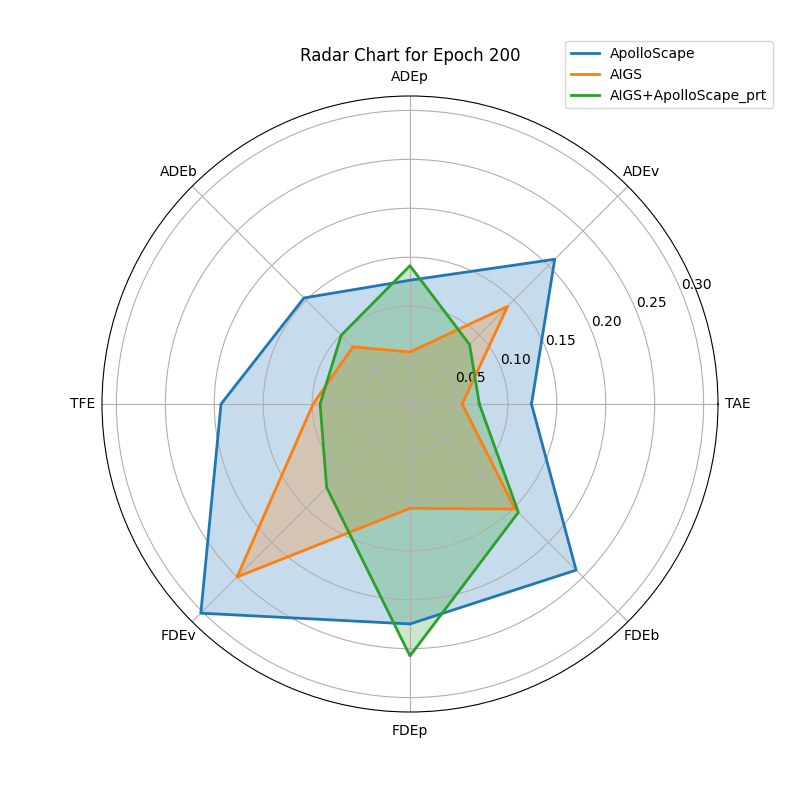 Radar Chart for Epoch 200
ApolloScape
AIGS
AIGS+ApolloScape_prt
ADEp
ADEb
ADEv
0.30
0.25
0.20
0.15
0.10
0.05
TFE
TAE
FDEv
FDEb
FDEp